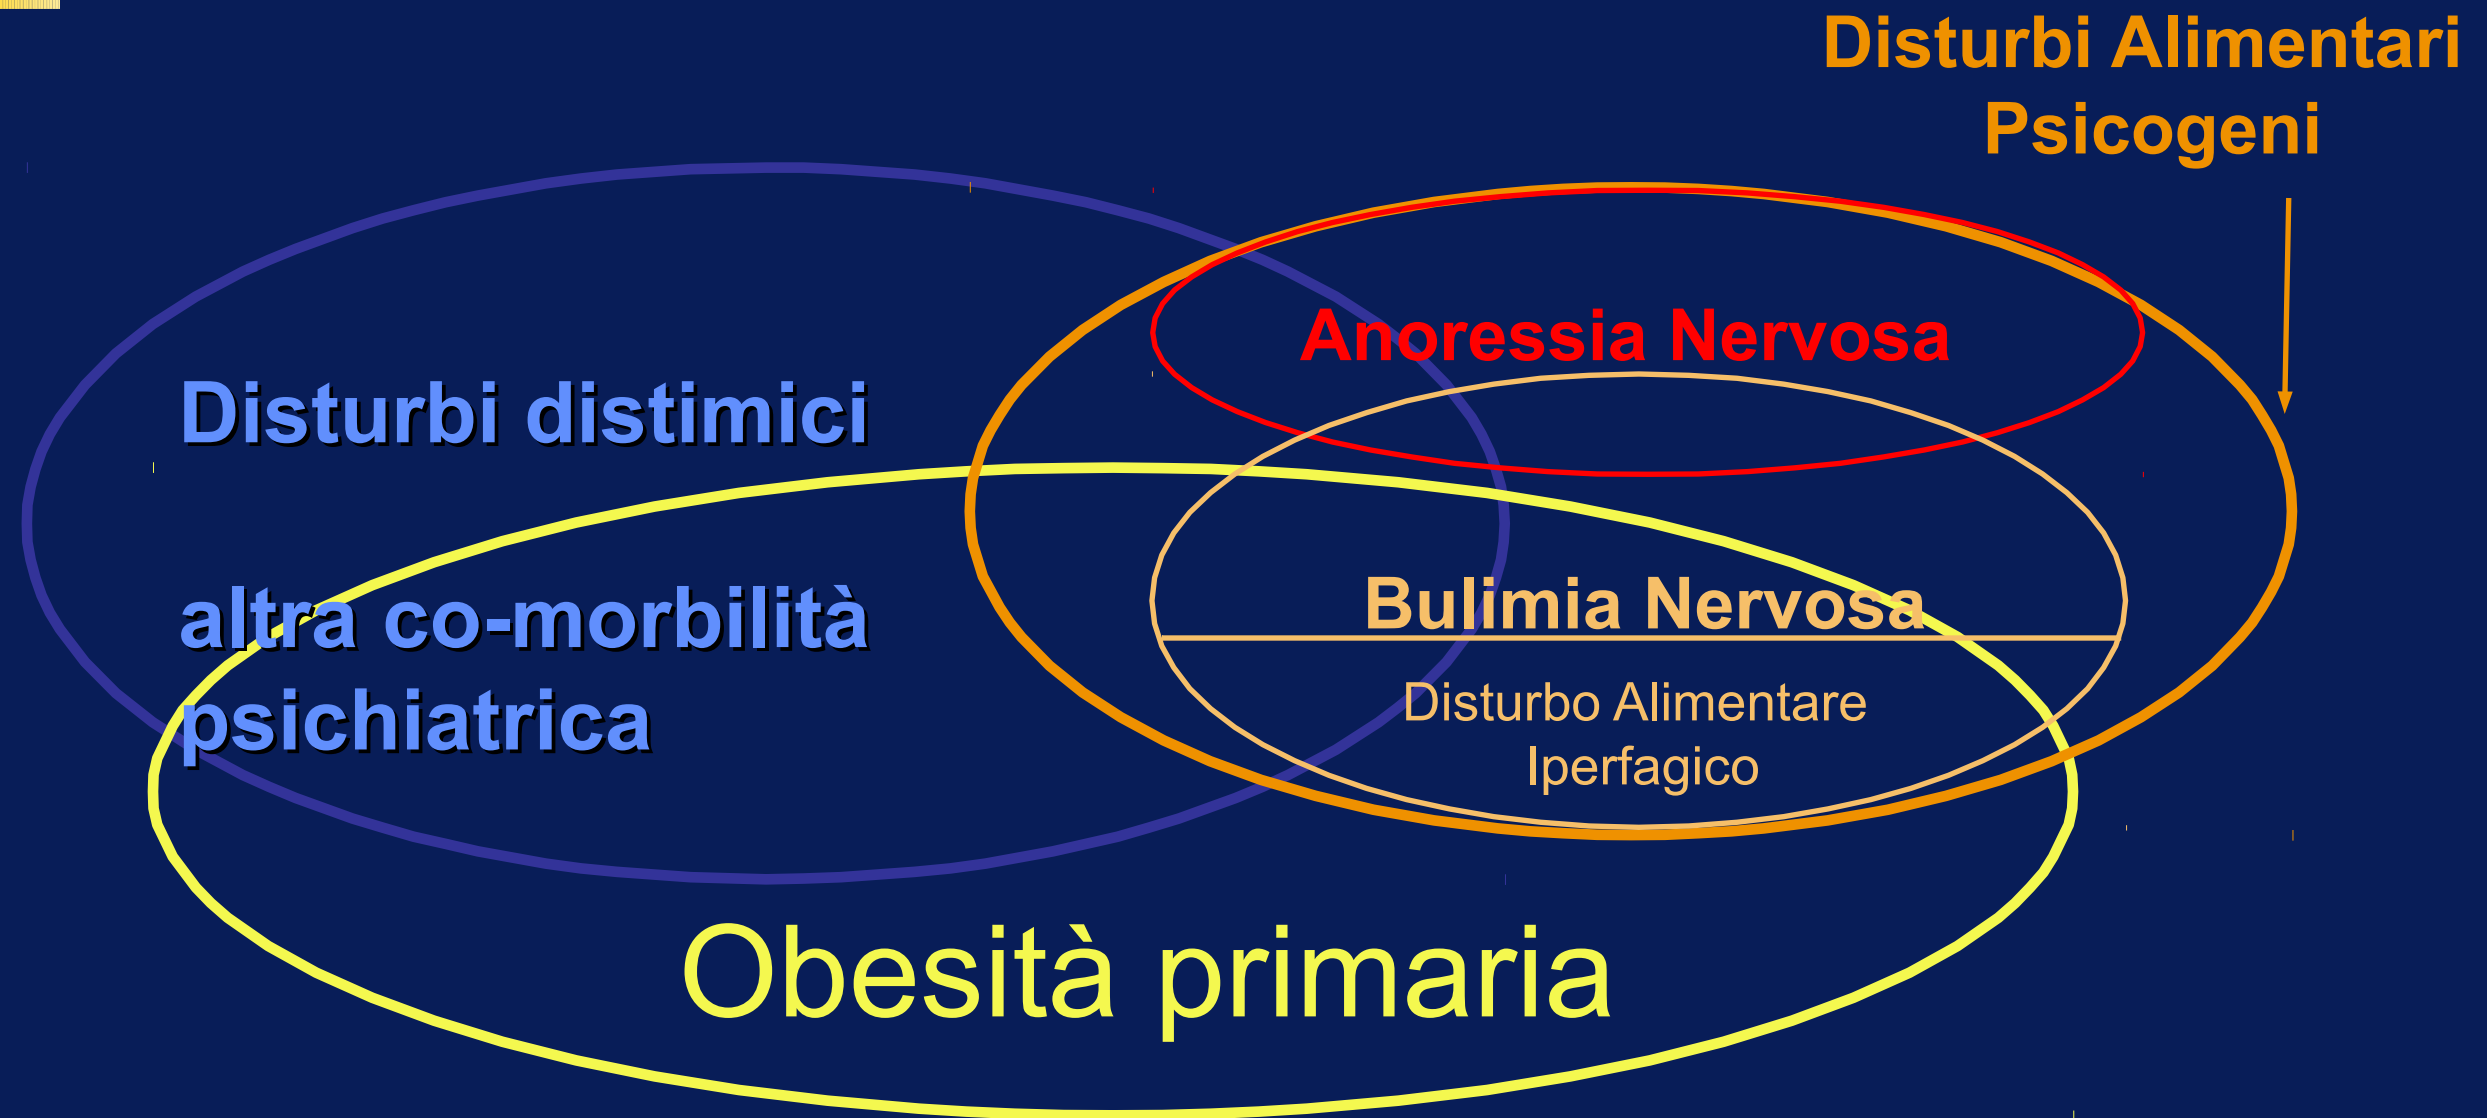 Disturbi Alimentari
Psicogeni
Anoressia Nervosa
Disturbi distimici
altra co-morbilità
psichiatrica
Bulimia Nervosa
Disturbo Alimentare
Iperfagico
Obesità primaria